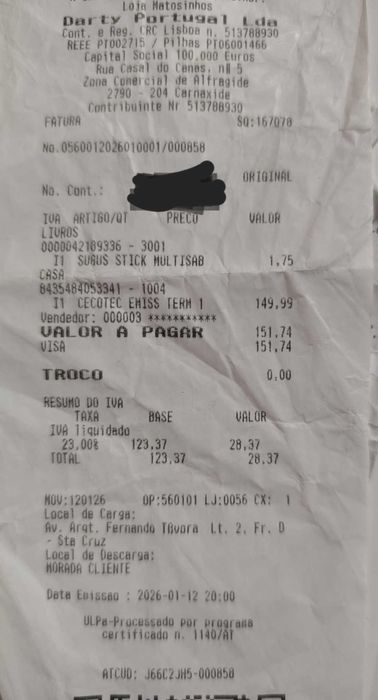 Loja Matosinhos
Darty Portugal Lda
Cont. e Reg. CRC Lisboa n. 513788930
REEE PT002715 / Pilhas PT06001466
Capital Social 100.000 Euros
Rua Casal do Canas, nº 5
Zona Comercial de Alfragide
2790 - 204 Carnaxide
Contribuinte Nr 513788930
FATURA SQ:167078
No.0560012026010001/000858
ORIGINAL
No. Cont.:
IVA ARTIGO/QT PRECO VALOR
LIVROS
0000042189336 - 3001
I1 SUGUS STICK MULTISAB 1,75
CASA
8435484053341 - 1004
I1 CECOTEC EMISS TERM 1 149,99
Vendedor: 000003 ***********
VALOR A PAGAR 151,74
VISA 151,74
TROCO 0,00
RESUMO DO IVA
TAXA BASE VALOR
IVA liquidado
23,00% 123,37 28,37
TOTAL 123,37 28,37
MOV:120126 OP:560101 LJ:0056 CX: 1
Local de Carga:
Av. Arqt. Fernando Távora Lt. 2, Fr. D
- Sta Cruz
Local de Descarga:
MORADA CLIENTE
Data Emissao : 2026-01-12 20:00
ULPa-Processado por programa
certificado n. 1140/AT
ATCUD: J66C2JH5-000858